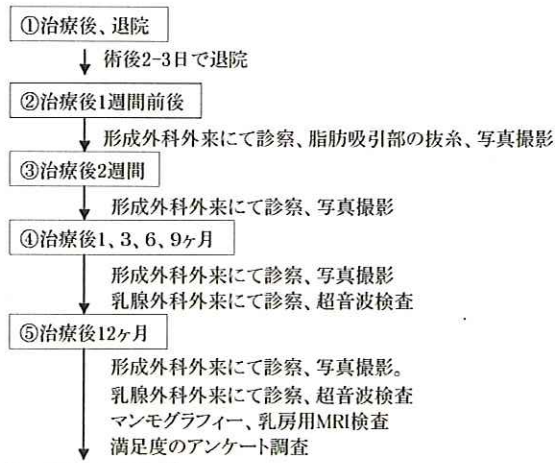 ①治療後、退院
術後2-3日で退院
②治療後1週間前後
形成外科外来にて診察、脂肪吸引部の抜糸、写真撮影
③治療後2週間
形成外科外来にて診察、写真撮影
④治療後1、3、6、9ヶ月
形成外科外来にて診察、写真撮影
乳腺外科外来にて診察、超音波検査
⑤治療後12ヶ月
形成外科外来にて診察、写真撮影。
乳腺外科外来にて診察、超音波検査
マンモグラフィー、乳房用MRI検査
満足度のアンケート調査